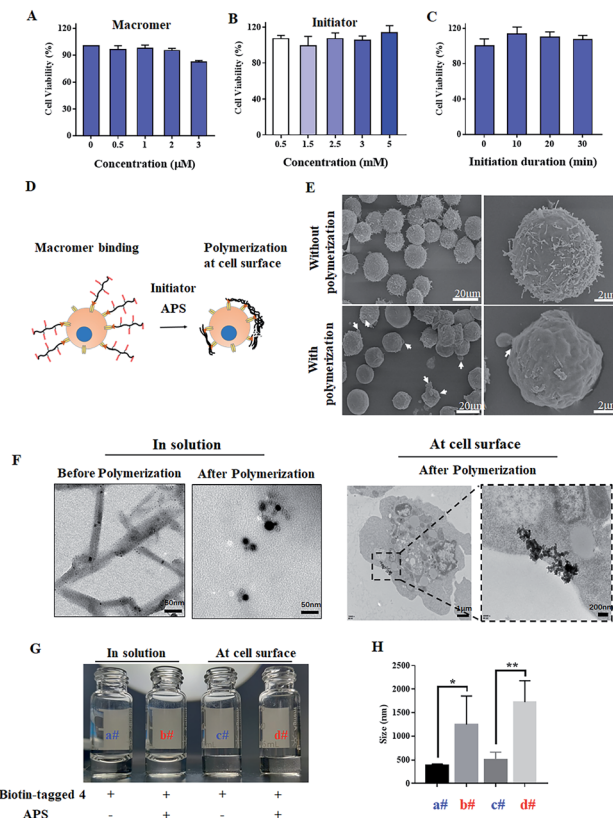 A
Macromer
Cell Viability (%)
160
120
90
60
30
0
0 0.5 1 2 3
Concentration (μM)
B
Initiator
Cell Viability (%)
160
120
80
40
0
0.5 1.5 2.5 3 5
Concentration (mM)
C
Cell Viability (%)
160
120
80
40
0
0 10 20 30
Initiation duration (min)
D
Macromer binding
Polymerization
at cell surface
Initiator
APS
E
Without
polymerization
20μm
2μm
With
polymerization
20μm
2μm
F
In solution
At cell surface
Before Polymerization
After Polymerization
After Polymerization
50nm
50nm
1μm
200nm
G
In solution
At cell surface
a# b# c# d#
Biotin-tagged 4 + + + +
APS - + - +
H
Size (nm)
2500
2000
1500
1000
500
0
* **
a# b# c# d#